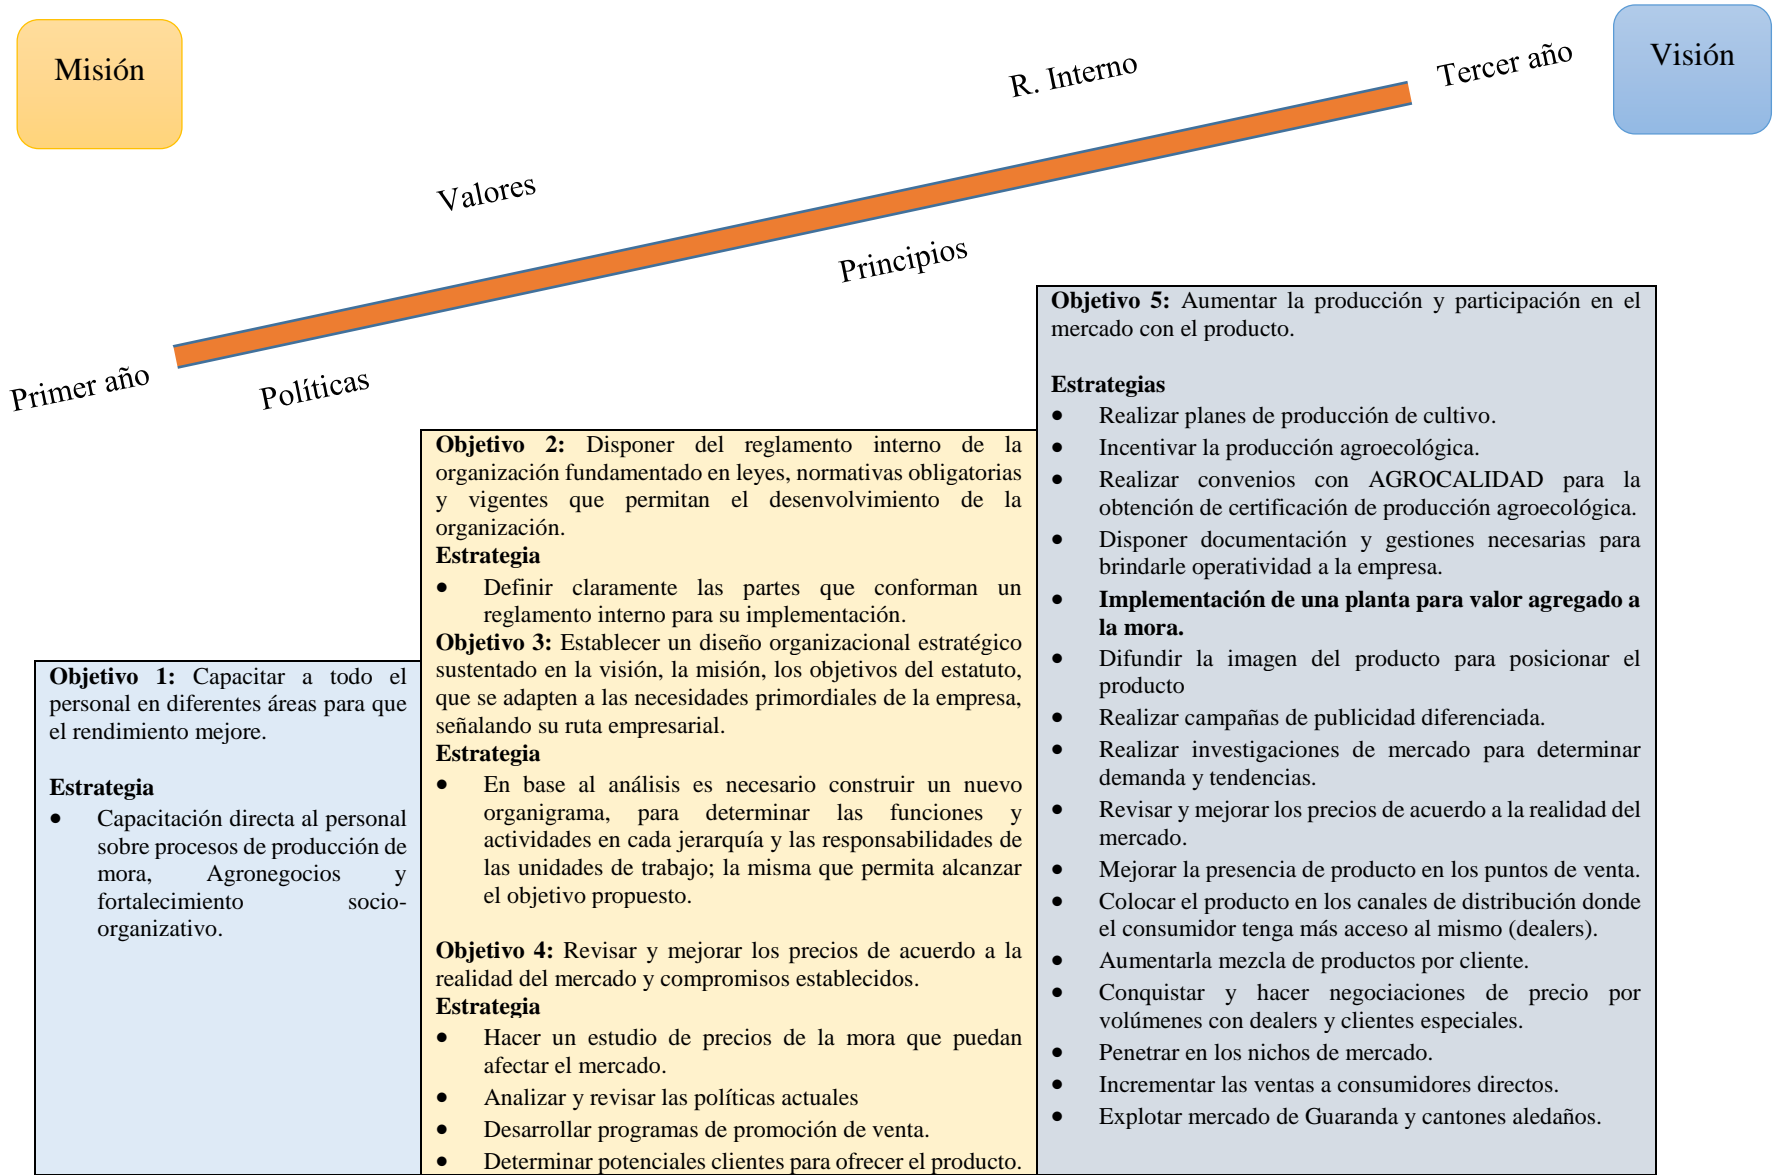 Misión
Visión
Tercer año
R. Interno
Valores
Principios
Primer año
Políticas
Objetivo 1: Capacitar a todo el
personal en diferentes áreas para que
el rendimiento mejore.
Estrategia
• Capacitación directa al personal
sobre procesos de producción de
mora, Agronegocios y
fortalecimiento socio-
organizativo.
Objetivo 2: Disponer del reglamento interno de la
organización fundamentado en leyes, normativas obligatorias
y vigentes que permitan el desenvolvimiento de la
organización.
Estrategia
• Definir claramente las partes que conforman un
reglamento interno para su implementación.
Objetivo 3: Establecer un diseño organizacional estratégico
sustentado en la visión, la misión, los objetivos del estatuto,
que se adapten a las necesidades primordiales de la empresa,
señalando su ruta empresarial.
Estrategia
• En base al análisis es necesario construir un nuevo
organigrama, para determinar las funciones y
actividades en cada jerarquía y las responsabilidades de
las unidades de trabajo; la misma que permita alcanzar
el objetivo propuesto.
Objetivo 4: Revisar y mejorar los precios de acuerdo a la
realidad del mercado y compromisos establecidos.
Estrategia
• Hacer un estudio de precios de la mora que puedan
afectar el mercado.
• Analizar y revisar las políticas actuales
• Desarrollar programas de promoción de venta.
• Determinar potenciales clientes para ofrecer el producto.
Objetivo 5: Aumentar la producción y participación en el
mercado con el producto.
Estrategias
• Realizar planes de producción de cultivo.
• Incentivar la producción agroecológica.
• Realizar convenios con AGROCALIDAD para la
obtención de certificación de producción agroecológica.
• Disponer documentación y gestiones necesarias para
brindarle operatividad a la empresa.
• Implementación de una planta para valor agregado a
la mora.
• Difundir la imagen del producto para posicionar el
producto
• Realizar campañas de publicidad diferenciada.
• Realizar investigaciones de mercado para determinar
demanda y tendencias.
• Revisar y mejorar los precios de acuerdo a la realidad del
mercado.
• Mejorar la presencia de producto en los puntos de venta.
• Colocar el producto en los canales de distribución donde
el consumidor tenga más acceso al mismo (dealers).
• Aumentarla mezcla de productos por cliente.
• Conquistar y hacer negociaciones de precio por
volúmenes con dealers y clientes especiales.
• Penetrar en los nichos de mercado.
• Incrementar las ventas a consumidores directos.
• Explotar mercado de Guaranda y cantones aledaños.